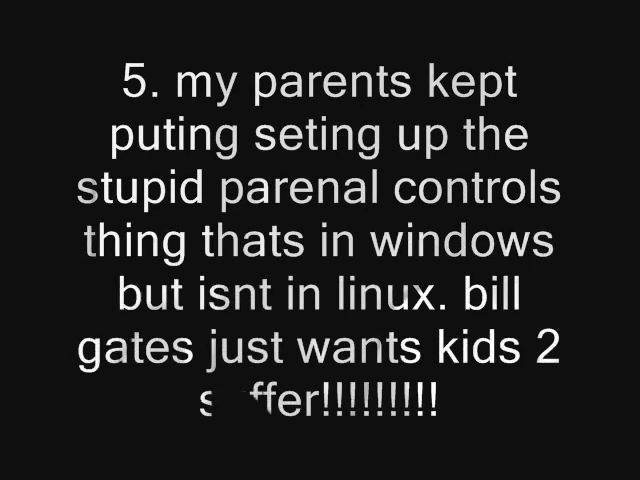 5. my parents kept
puting seting up the
stupid parenal controls
thing thats in windows
but isnt in linux. bill
gates just wants kids 2
suffer!!!!!!!!!